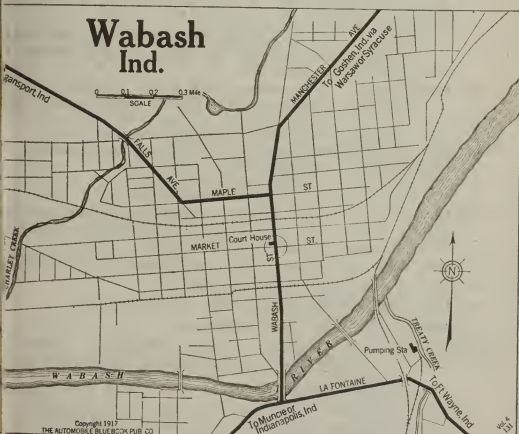 Wabash
Ind.
0 0.1 0.2 0.3 Mile
SCALE
MANCHESTER AVE
To Goshen, Ind. via
Warsaw or Syracuse
ansport, Ind
FALLS AVE.
MAPLE ST
CHARLEY CREEK
MARKET ST.
Court House
WABASH ST
N
TREATY CREEK
Pumping Sta
WABASH RIVER
LA FONTAINE
To Ft Wayne, Ind
To Muncie or
Indianapolis, Ind
Copyright 1917
THE AUTOMOBILE BLUE BOOK PUB CO
Vol. 4